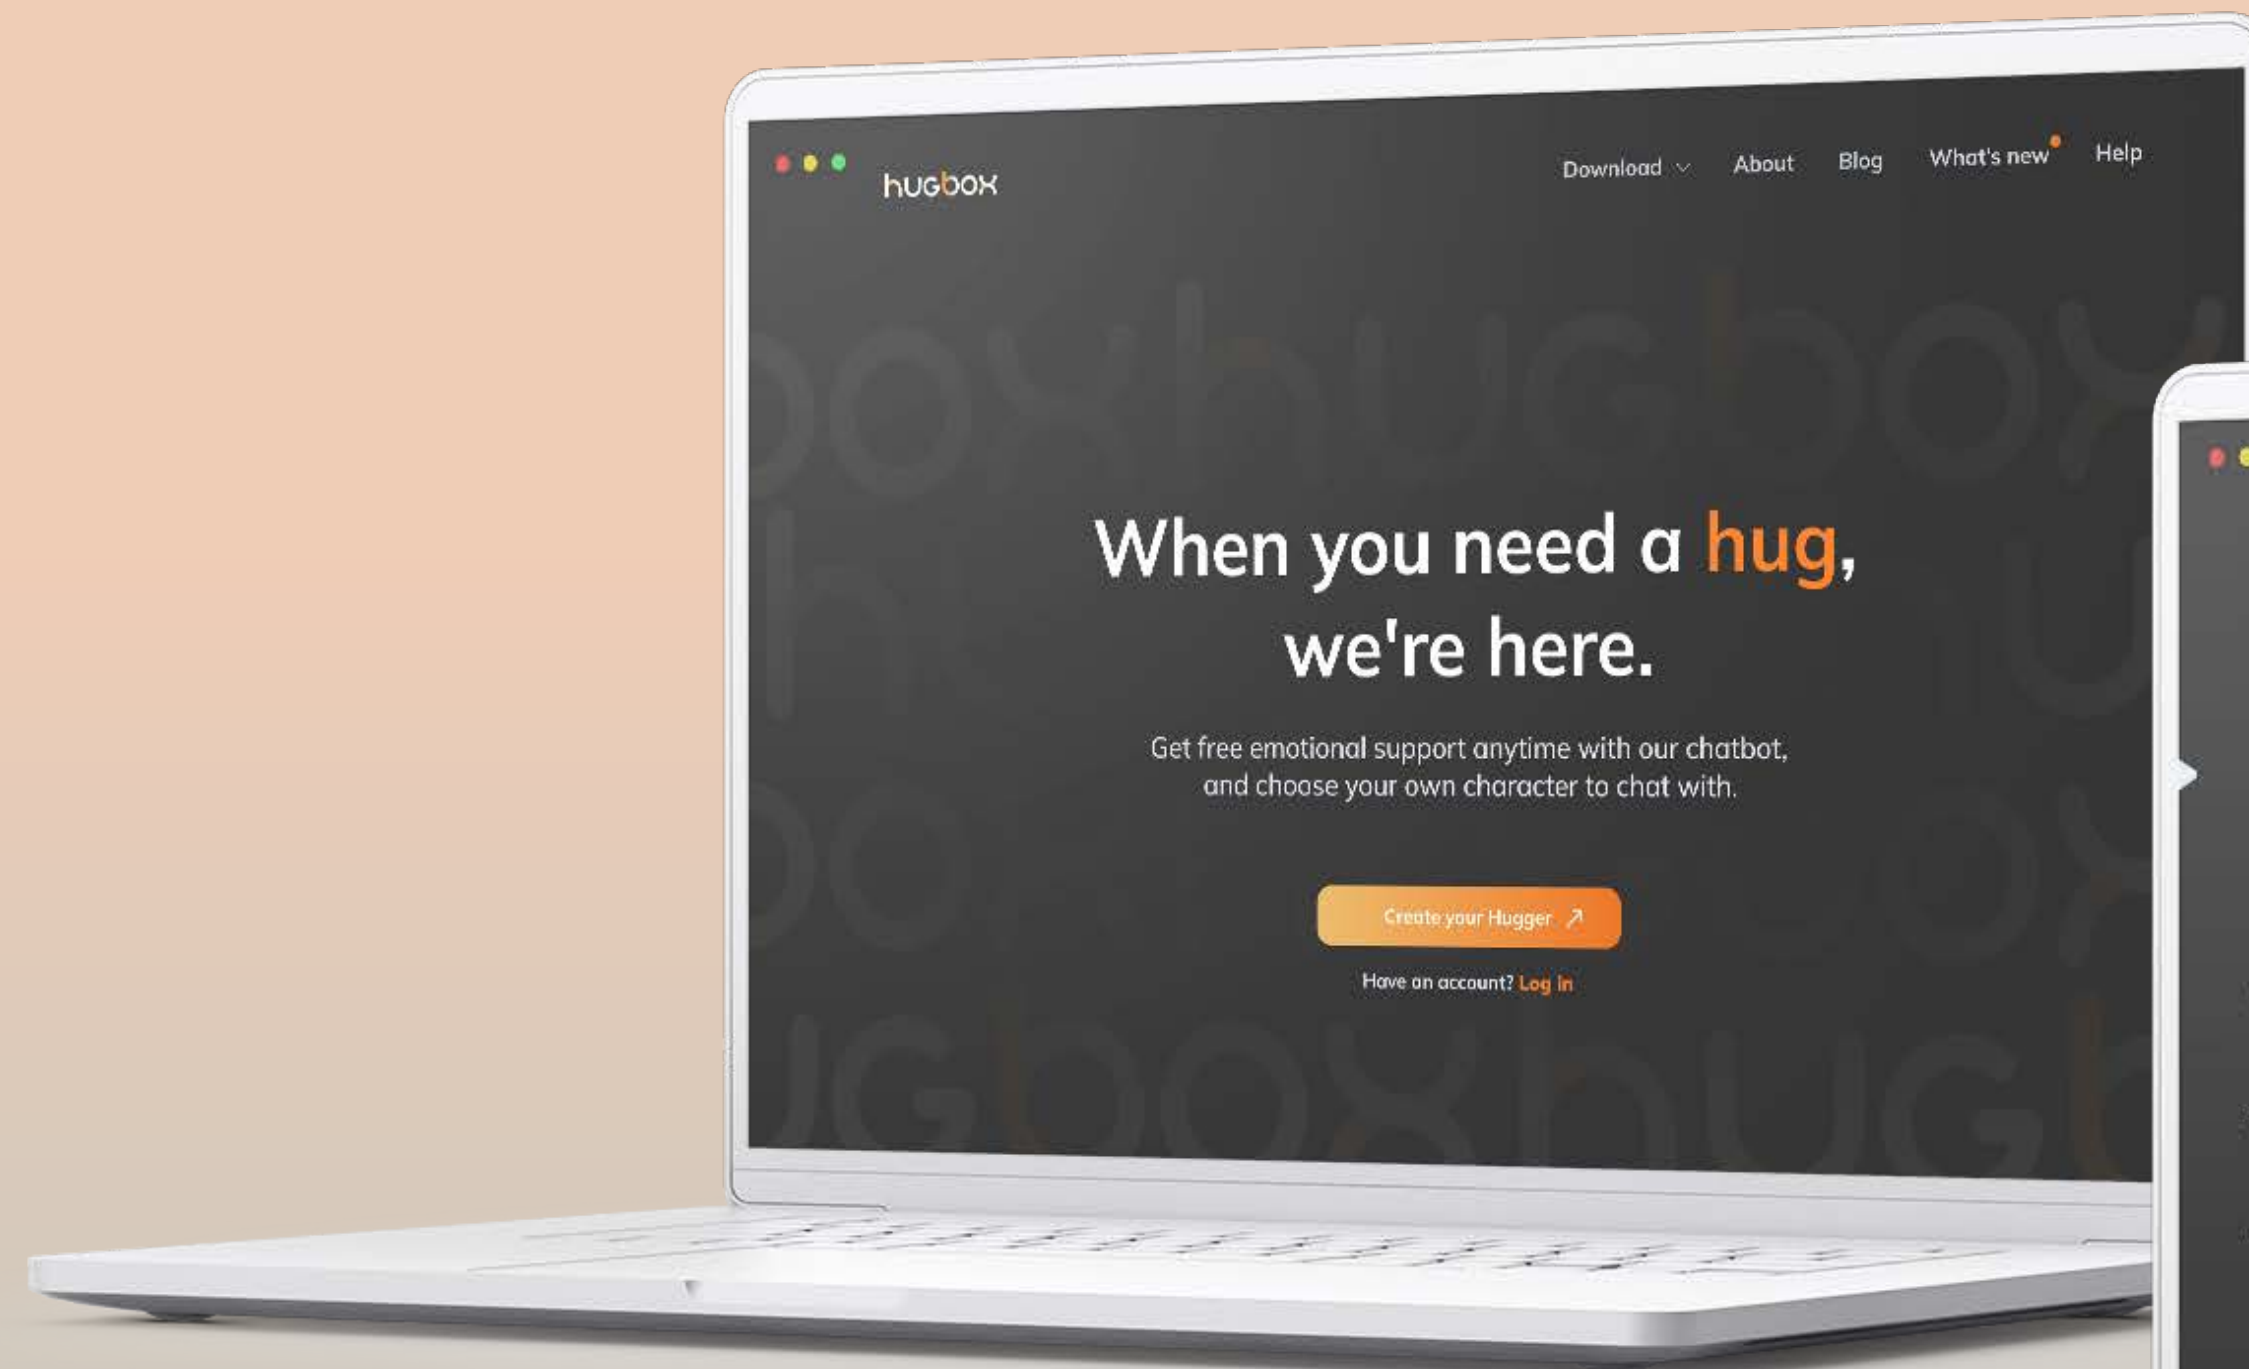 hugbox
Download About Blog What's new Help
When you need a hug,
we're here.
Get free emotional support anytime with our chatbot,
and choose your own character to chat with.
Create your Hugger
Have an account? Log in